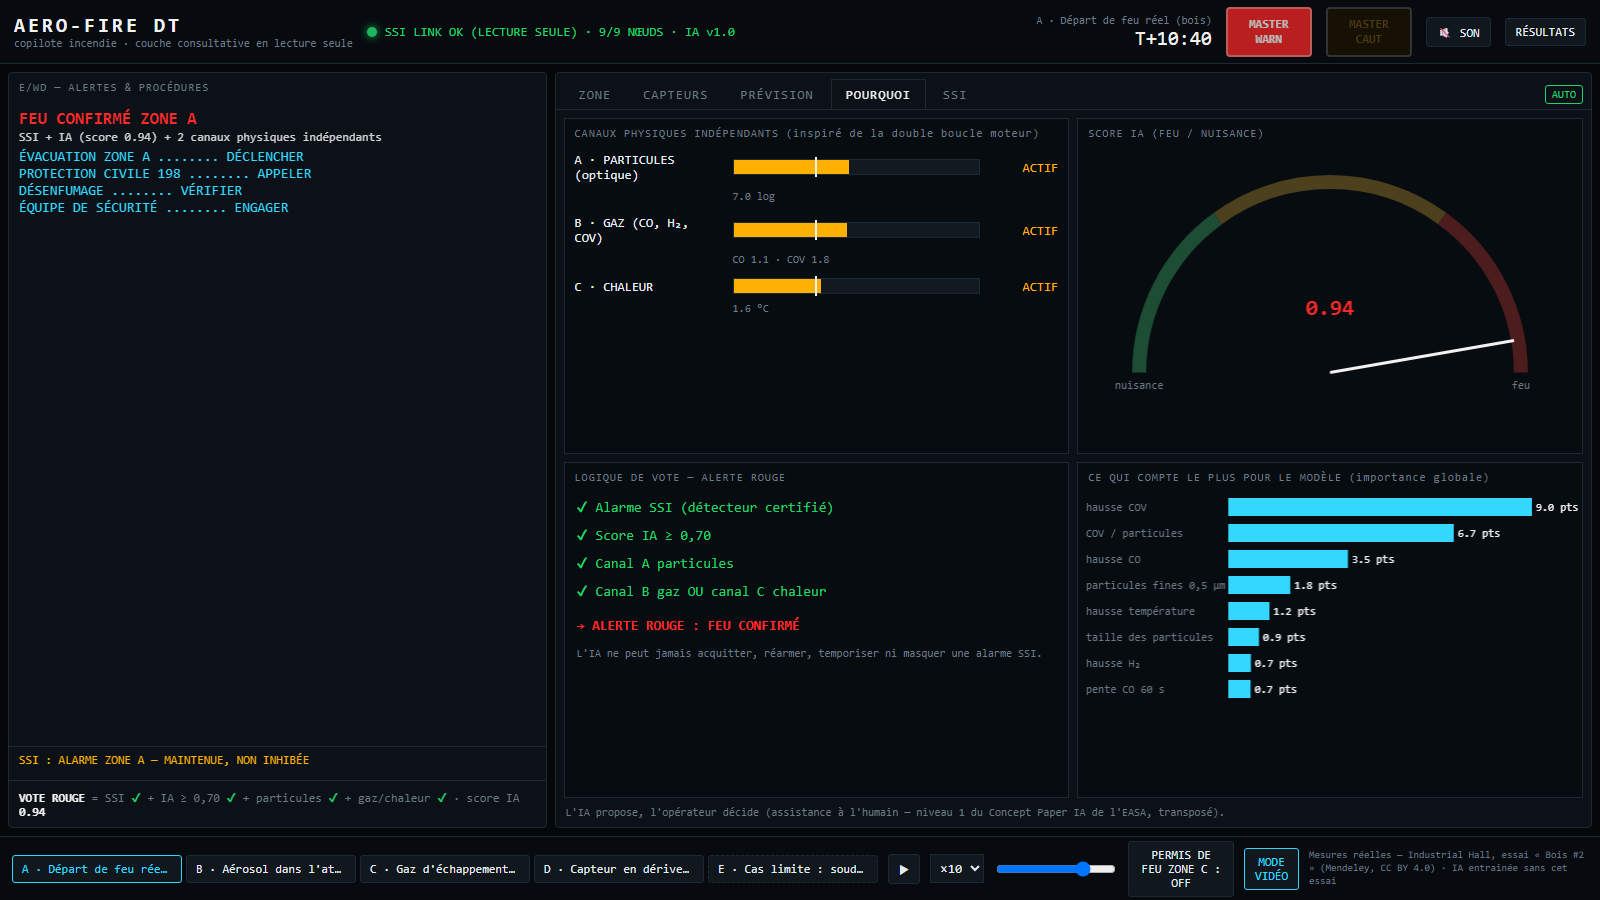 AERO-FIRE DT
copilote incendie · couche consultative en lecture seule
SSI LINK OK (LECTURE SEULE) · 9/9 NŒUDS · IA v1.0
A · Départ de feu réel (bois)
T+10:40
MASTER
WARN
MASTER
CAUT
SON
RÉSULTATS
E/WD — ALERTES & PROCÉDURES
FEU CONFIRMÉ ZONE A
SSI + IA (score 0.94) + 2 canaux physiques indépendants
ÉVACUATION ZONE A ........ DÉCLENCHER
PROTECTION CIVILE 198 ........ APPELER
DÉSENFUMAGE ........ VÉRIFIER
ÉQUIPE DE SÉCURITÉ ........ ENGAGER
SSI : ALARME ZONE A — MAINTENUE, NON INHIBÉE
VOTE ROUGE = SSI ✓ + IA ≥ 0,70 ✓ + particules ✓ + gaz/chaleur ✓ · score IA
0.94
ZONE
CAPTEURS
PRÉVISION
POURQUOI
SSI
AUTO
CANAUX PHYSIQUES INDÉPENDANTS (inspiré de la double boucle moteur)
A · PARTICULES
(optique)
ACTIF
7.0 log
B · GAZ (CO, H₂,
COV)
ACTIF
CO 1.1 · COV 1.8
C · CHALEUR
ACTIF
1.6 °C
SCORE IA (FEU / NUISANCE)
0.94
nuisance
feu
LOGIQUE DE VOTE — ALERTE ROUGE
✓ Alarme SSI (détecteur certifié)
✓ Score IA ≥ 0,70
✓ Canal A particules
✓ Canal B gaz OU canal C chaleur
→ ALERTE ROUGE : FEU CONFIRMÉ
L'IA ne peut jamais acquitter, réarmer, temporiser ni masquer une alarme SSI.
CE QUI COMPTE LE PLUS POUR LE MODÈLE (importance globale)
hausse COV 9.0 pts
COV / particules 6.7 pts
hausse CO 3.5 pts
particules fines 0,5 µm 1.8 pts
hausse température 1.2 pts
taille des particules 0.9 pts
hausse H₂ 0.7 pts
pente CO 60 s 0.7 pts
L'IA propose, l'opérateur décide (assistance à l'humain — niveau 1 du Concept Paper IA de l'EASA, transposé).
A · Départ de feu rée…
B · Aérosol dans l'at…
C · Gaz d'échappement…
D · Capteur en dérive…
E · Cas limite : soud…
x10
PERMIS DE
FEU ZONE C :
OFF
MODE
VIDÉO
Mesures réelles — Industrial Hall, essai « Bois #2
» (Mendeley, CC BY 4.0) · IA entraînée sans cet
essai